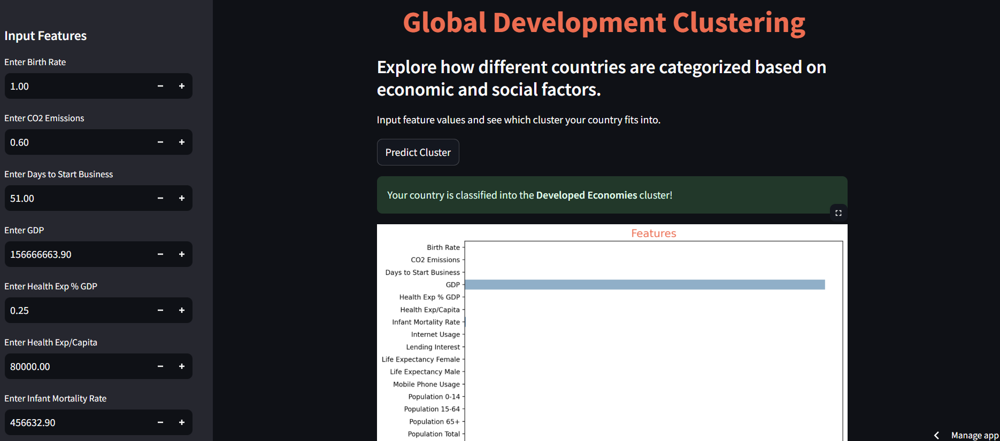 Input Features
Enter Birth Rate
1.00
Enter CO2 Emissions
0.60
Enter Days to Start Business
51.00
Enter GDP
156666663.90
Enter Health Exp % GDP
0.25
Enter Health Exp/Capita
80000.00
Enter Infant Mortality Rate
456632.90
Global Development Clustering
Explore how different countries are categorized based on
economic and social factors.
Input feature values and see which cluster your country fits into.
Predict Cluster
Your country is classified into the Developed Economies cluster!
Features
Birth Rate
CO2 Emissions
Days to Start Business
GDP
Health Exp % GDP
Health Exp/Capita
Infant Mortality Rate
Internet Usage
Lending Interest
Life Expectancy Female
Life Expectancy Male
Mobile Phone Usage
Population 0-14
Population 15-64
Population 65+
Population Total
Manage app